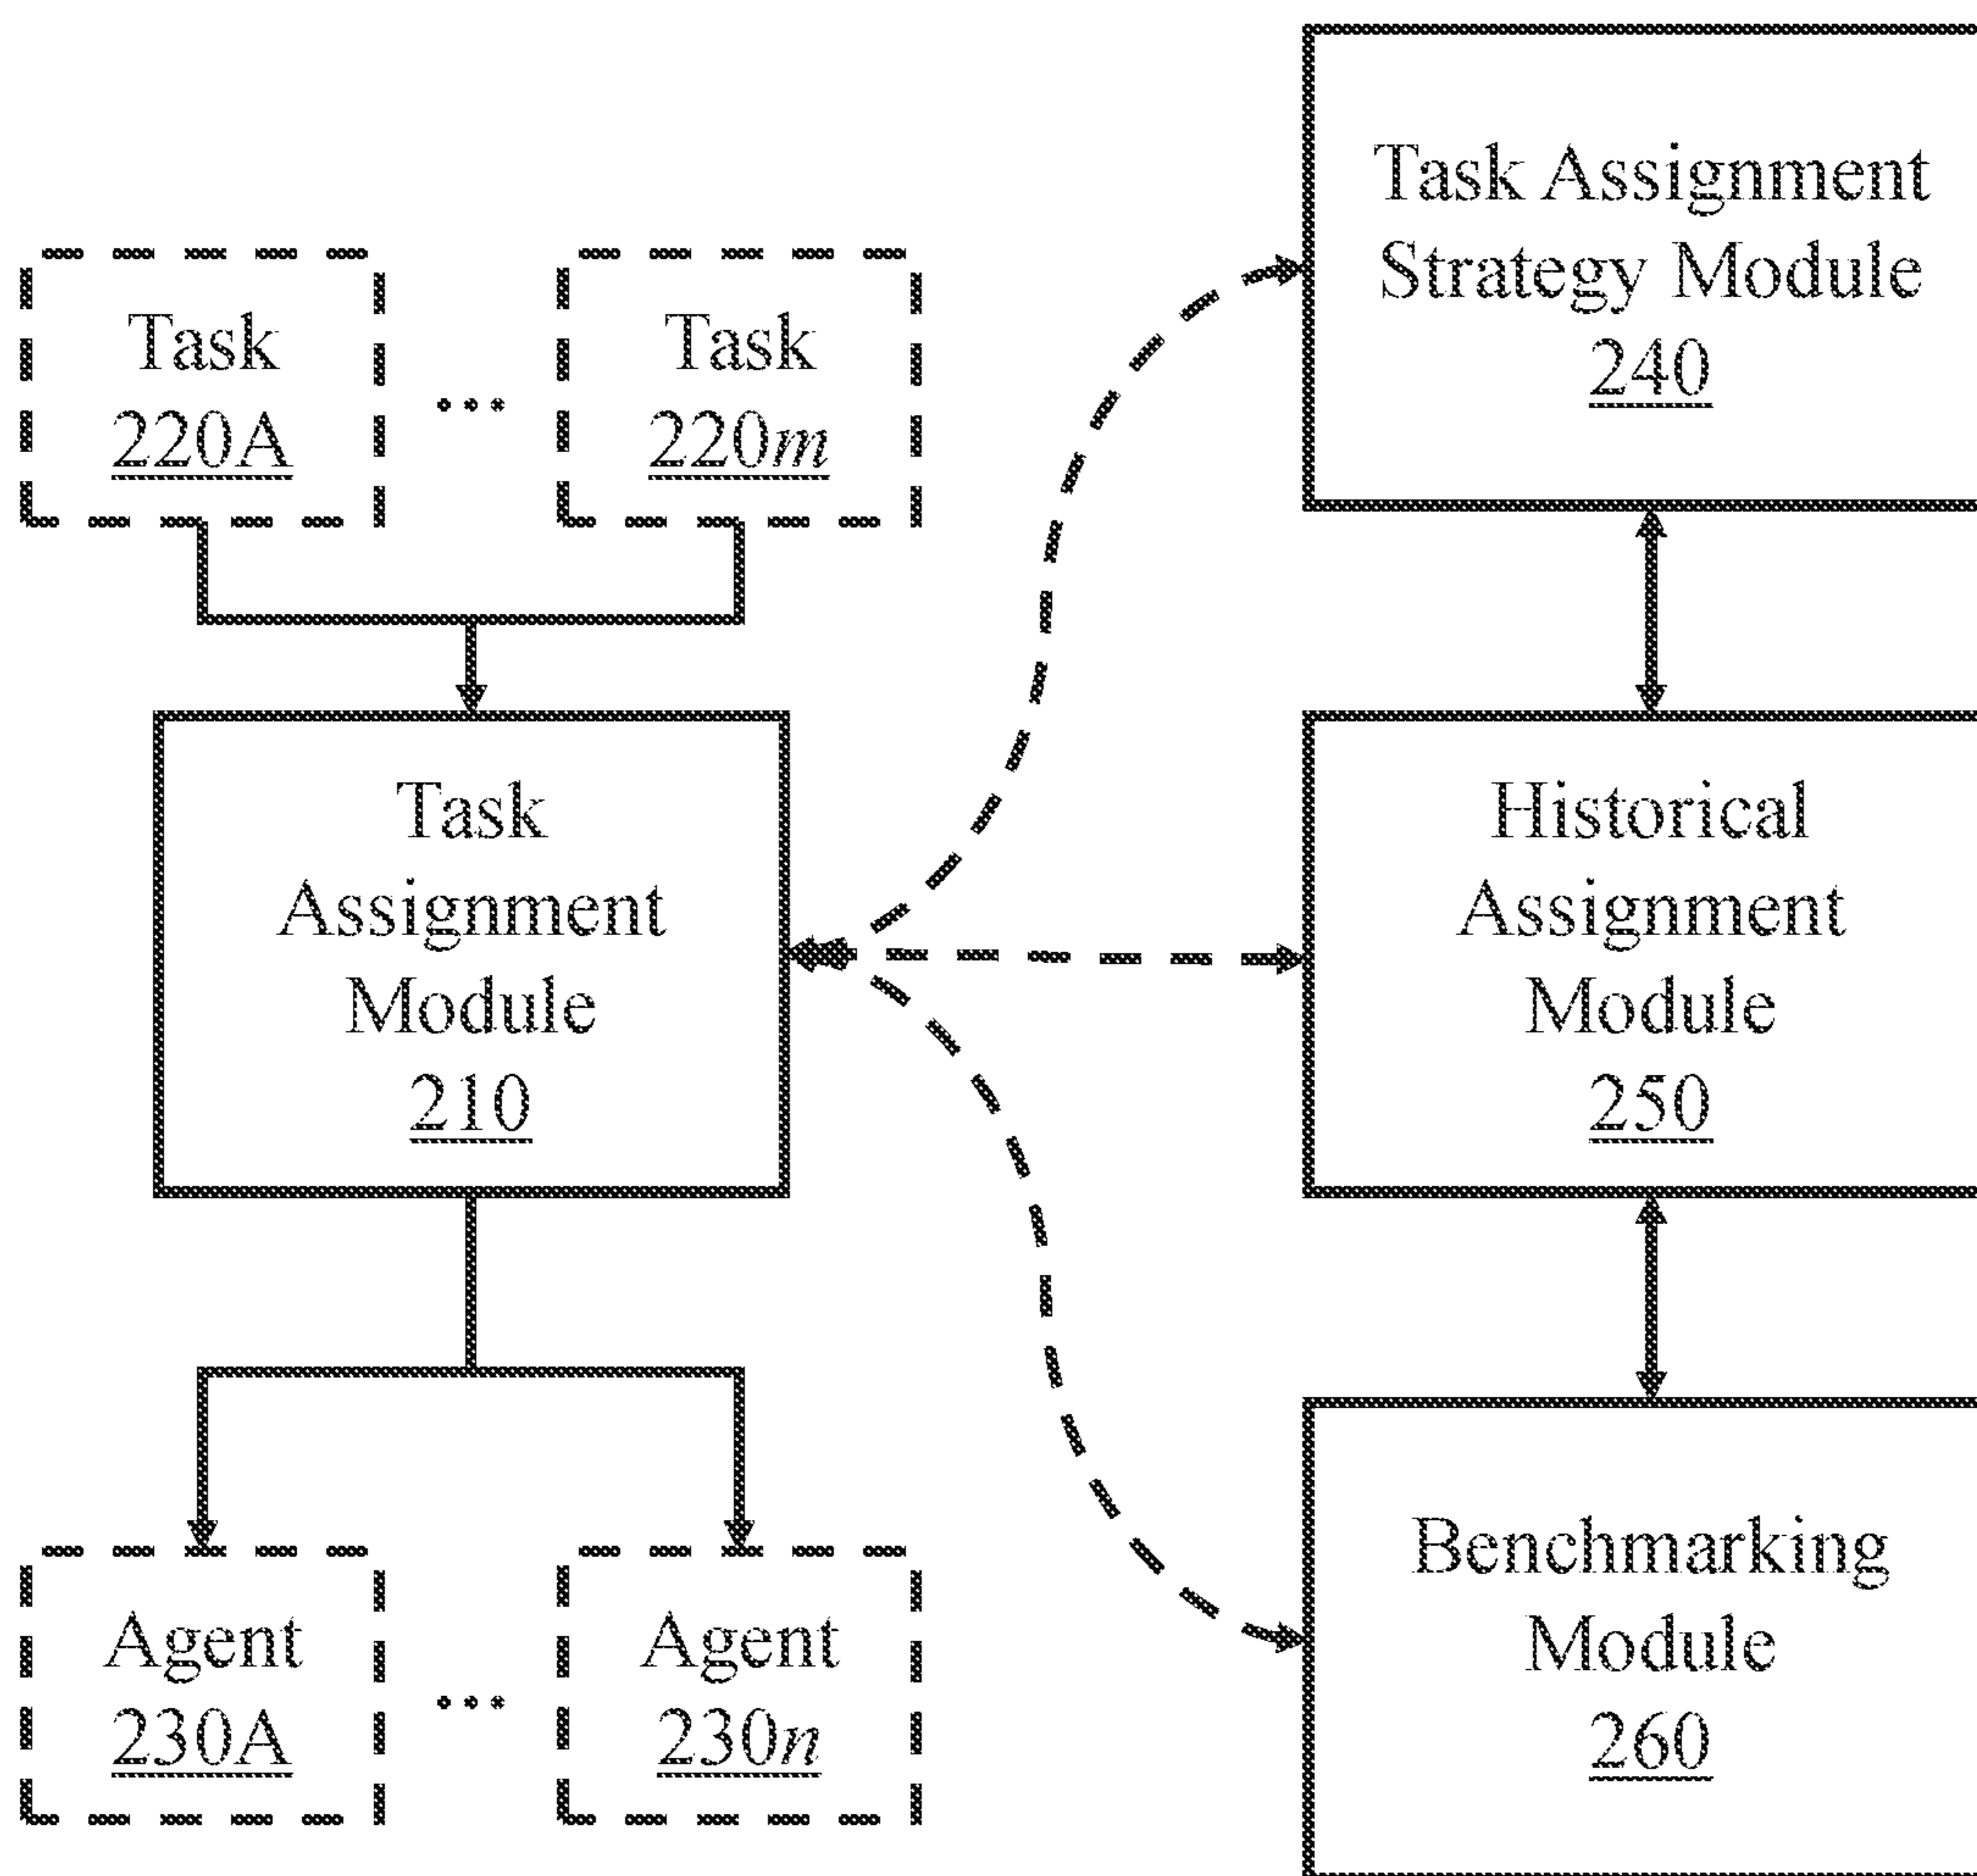 Task Assignment
Strategy Module
240
Task
220A
...
Task
220m
Task
Assignment
Module
210
Historical
Assignment
Module
250
Agent
230A
...
Agent
230n
Benchmarking
Module
260